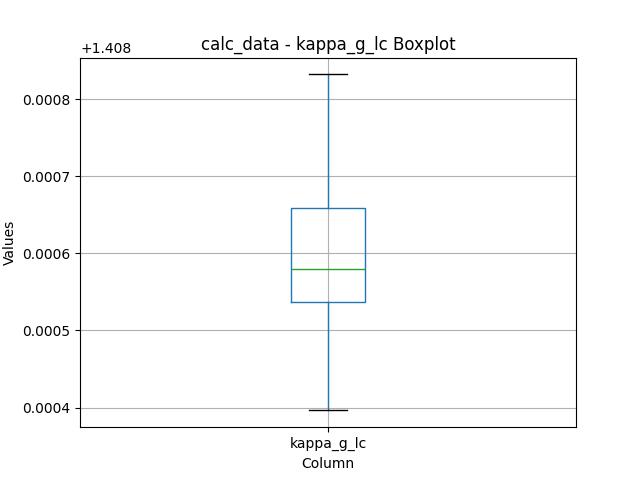 calc_data - kappa_g_lc Boxplot
+1.408
0.0008
0.0007
0.0006
0.0005
0.0004
Values
kappa_g_lc
Column